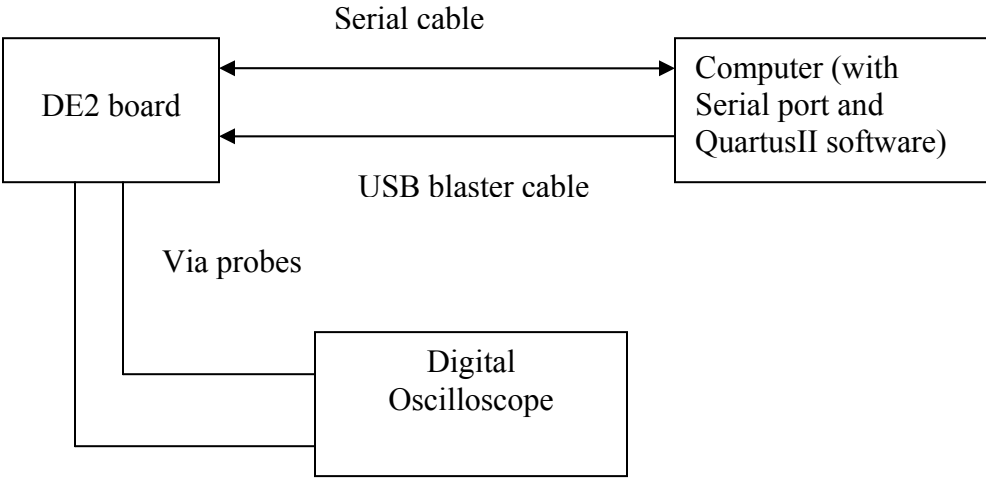 Serial cable
DE2 board
Computer (with
Serial port and
QuartusII software)
USB blaster cable
Via probes
Digital
Oscilloscope